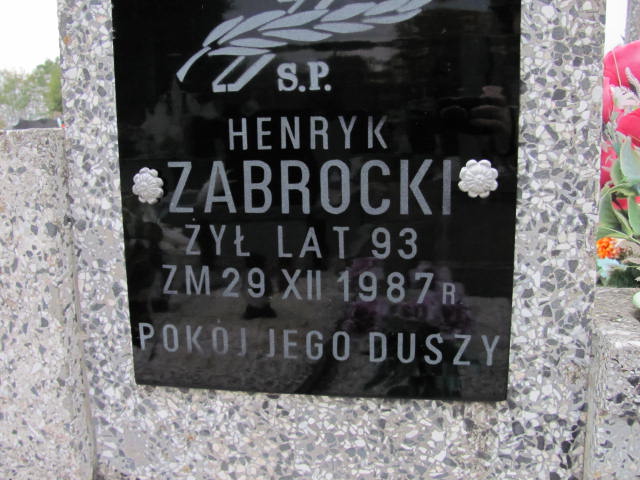 S.P.
HENRYK
ZABROCKI
ŻYŁ LAT 93
ZM 29 XII 1987 R.
POKÓJ JEGO DUSZY